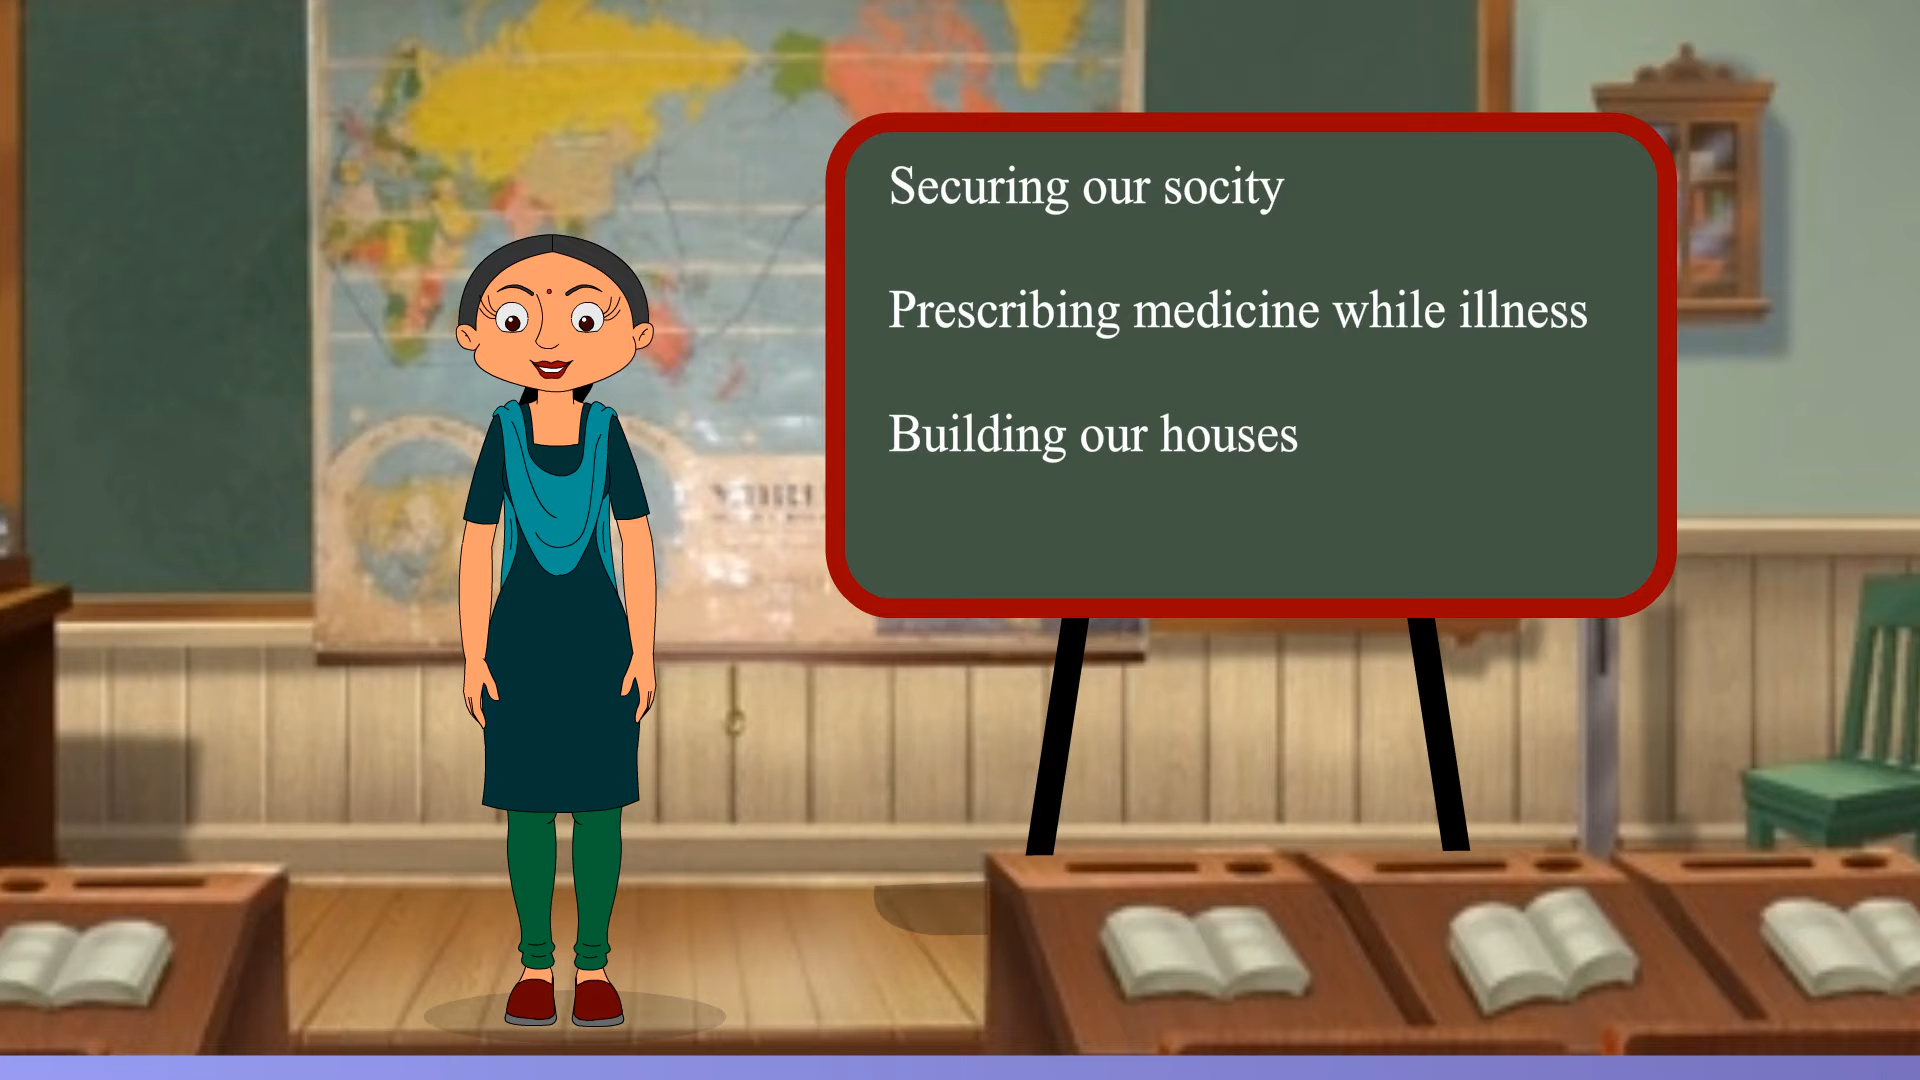 Securing our socity
Prescribing medicine while illness
Building our houses